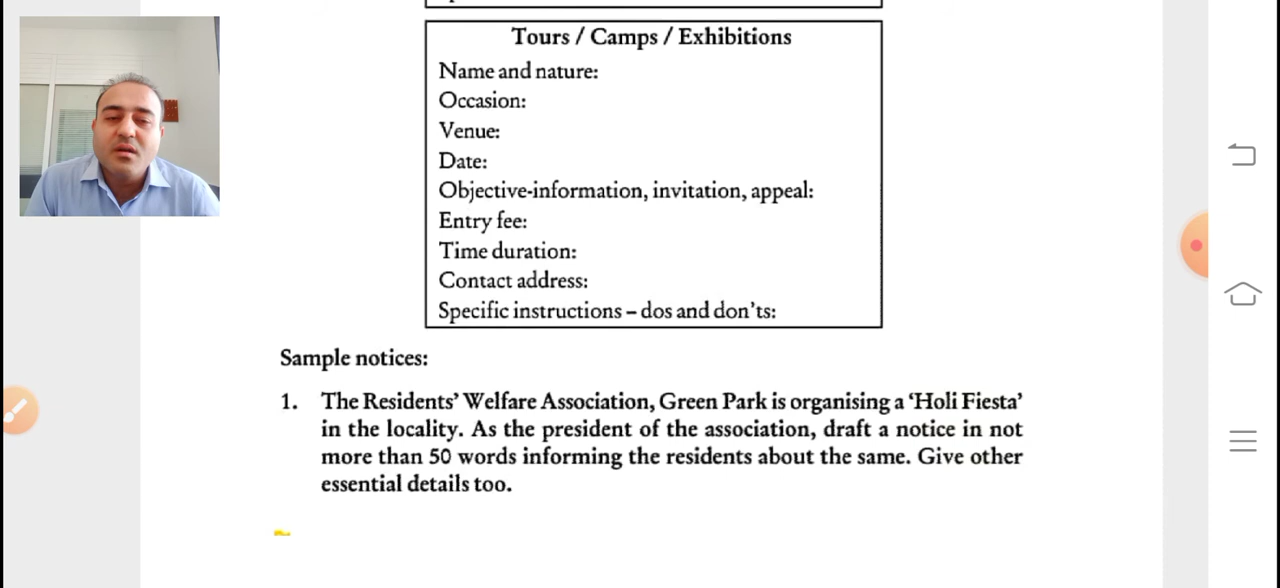 Tours / Camps / Exhibitions
Name and nature:
Occasion:
Venue:
Date:
Objective-information, invitation, appeal:
Entry fee:
Time duration:
Contact address:
Specific instructions – dos and don'ts:
Sample notices:
1. The Residents' Welfare Association, Green Park is organising a 'Holi Fiesta'
in the locality. As the president of the association, draft a notice in not
more than 50 words informing the residents about the same. Give other
essential details too.